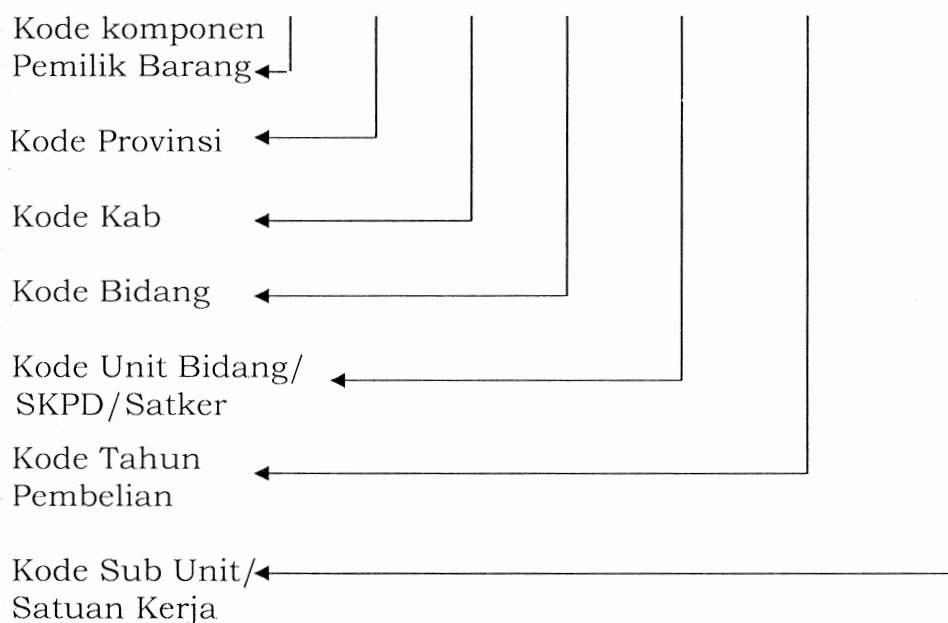 Kode komponen
Pemilik Barang
Kode Provinsi
Kode Kab
Kode Bidang
Kode Unit Bidang/
SKPD/Satker
Kode Tahun
Pembelian
Kode Sub Unit/
Satuan Kerja